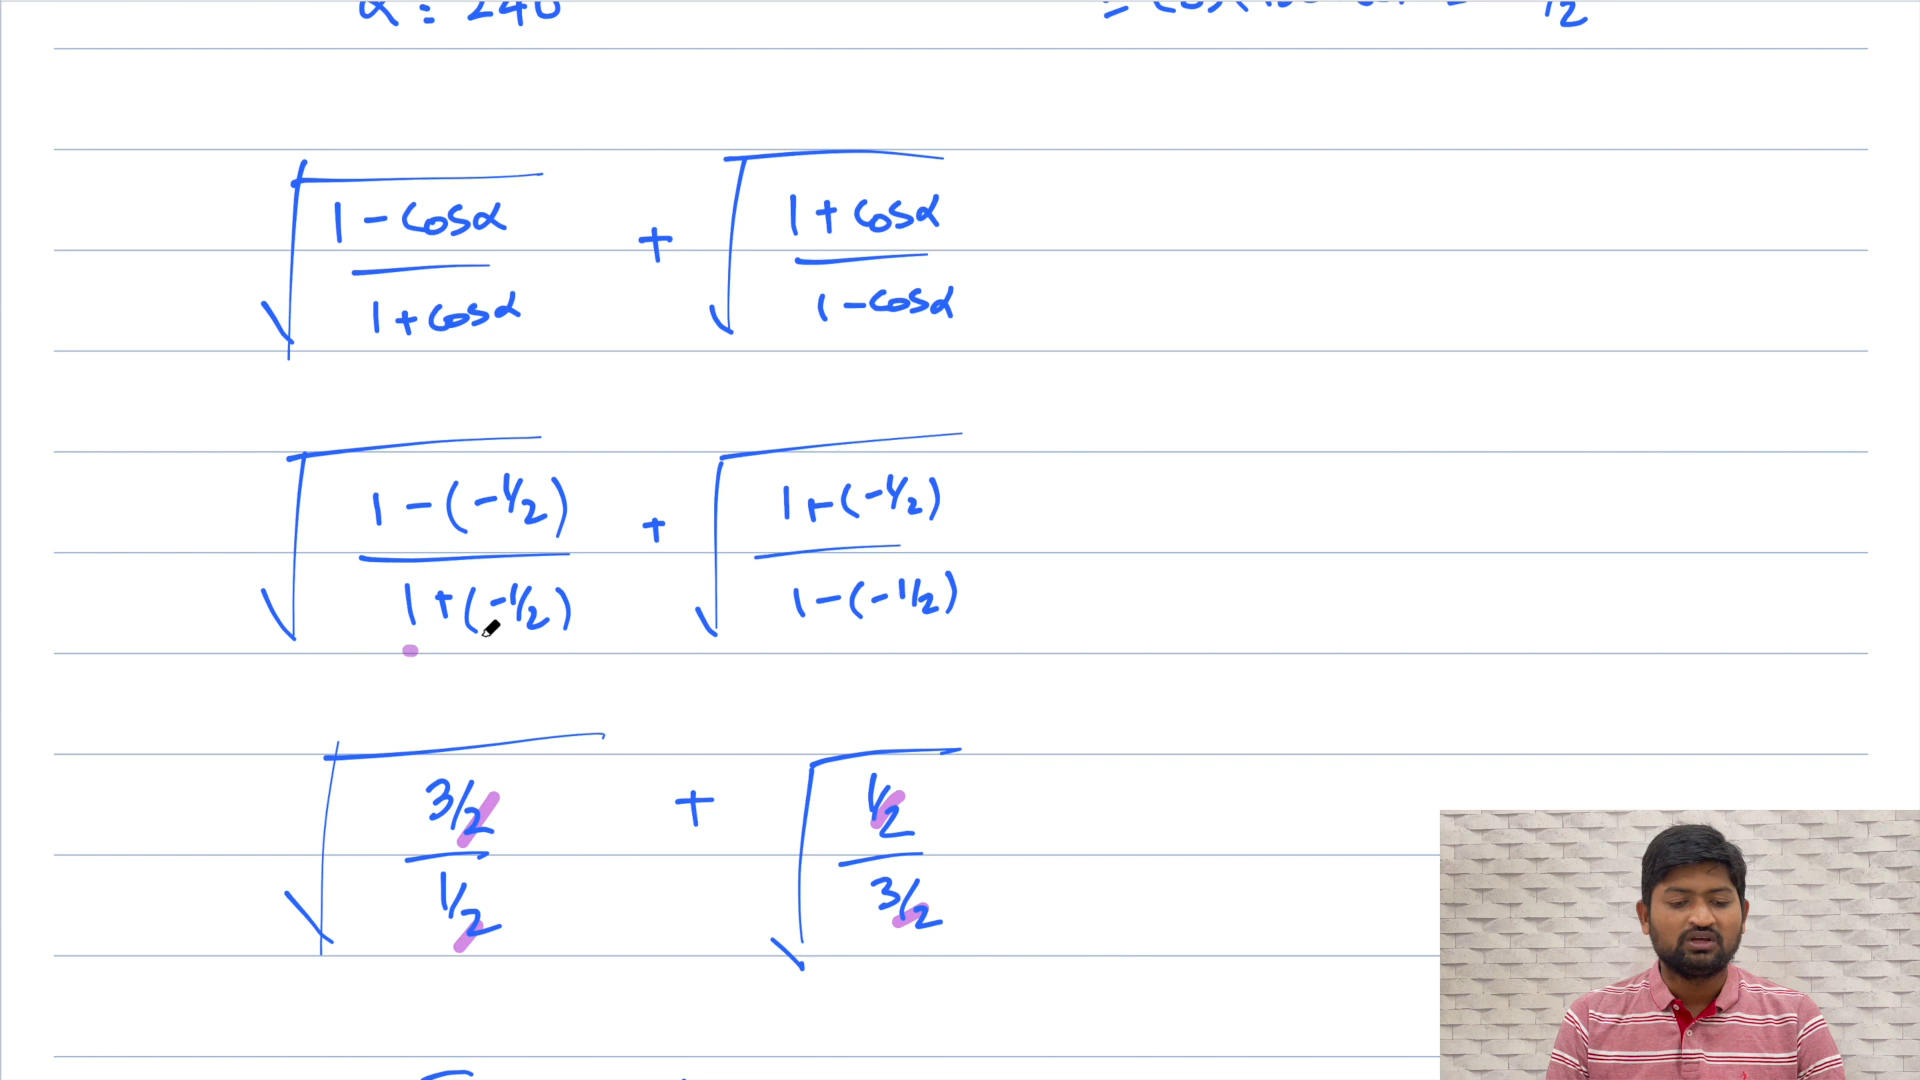 α : 240
√((1 - cosα)/(1 + cosα)) + √((1 + cosα)/(1 - cosα))
√((1 - (-1/2))/(1 + (-1/2))) + √((1 + (-1/2))/(1 - (-1/2)))
√((3/2)/(1/2)) + √((1/2)/(3/2))